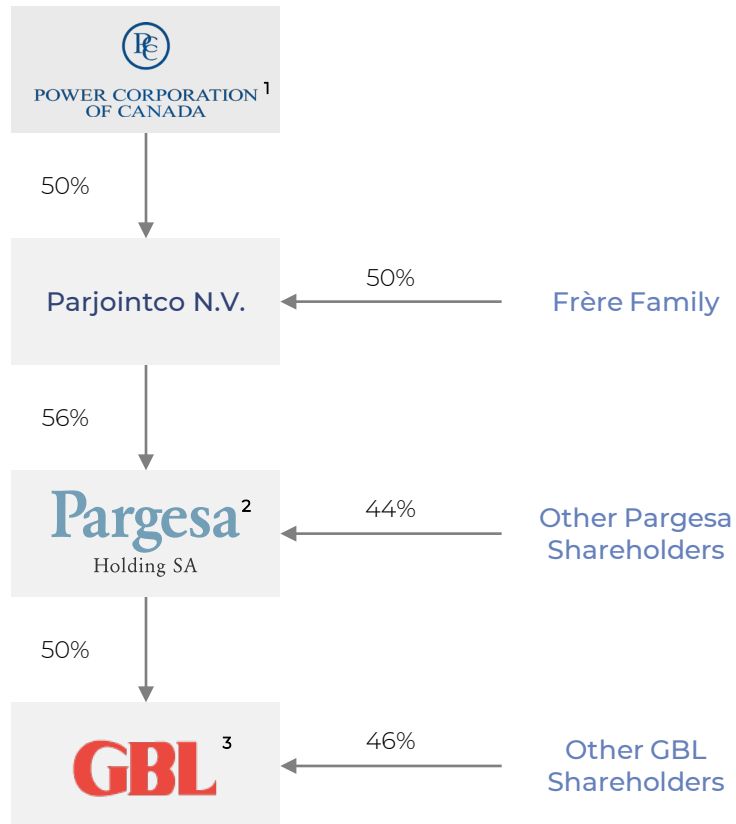 PCC
POWER CORPORATION 1
OF CANADA
50%
Parjointco N.V.
50%
Frère Family
56%
Pargesa 2
Holding SA
44%
Other Pargesa
Shareholders
50%
GBL 3
46%
Other GBL
Shareholders